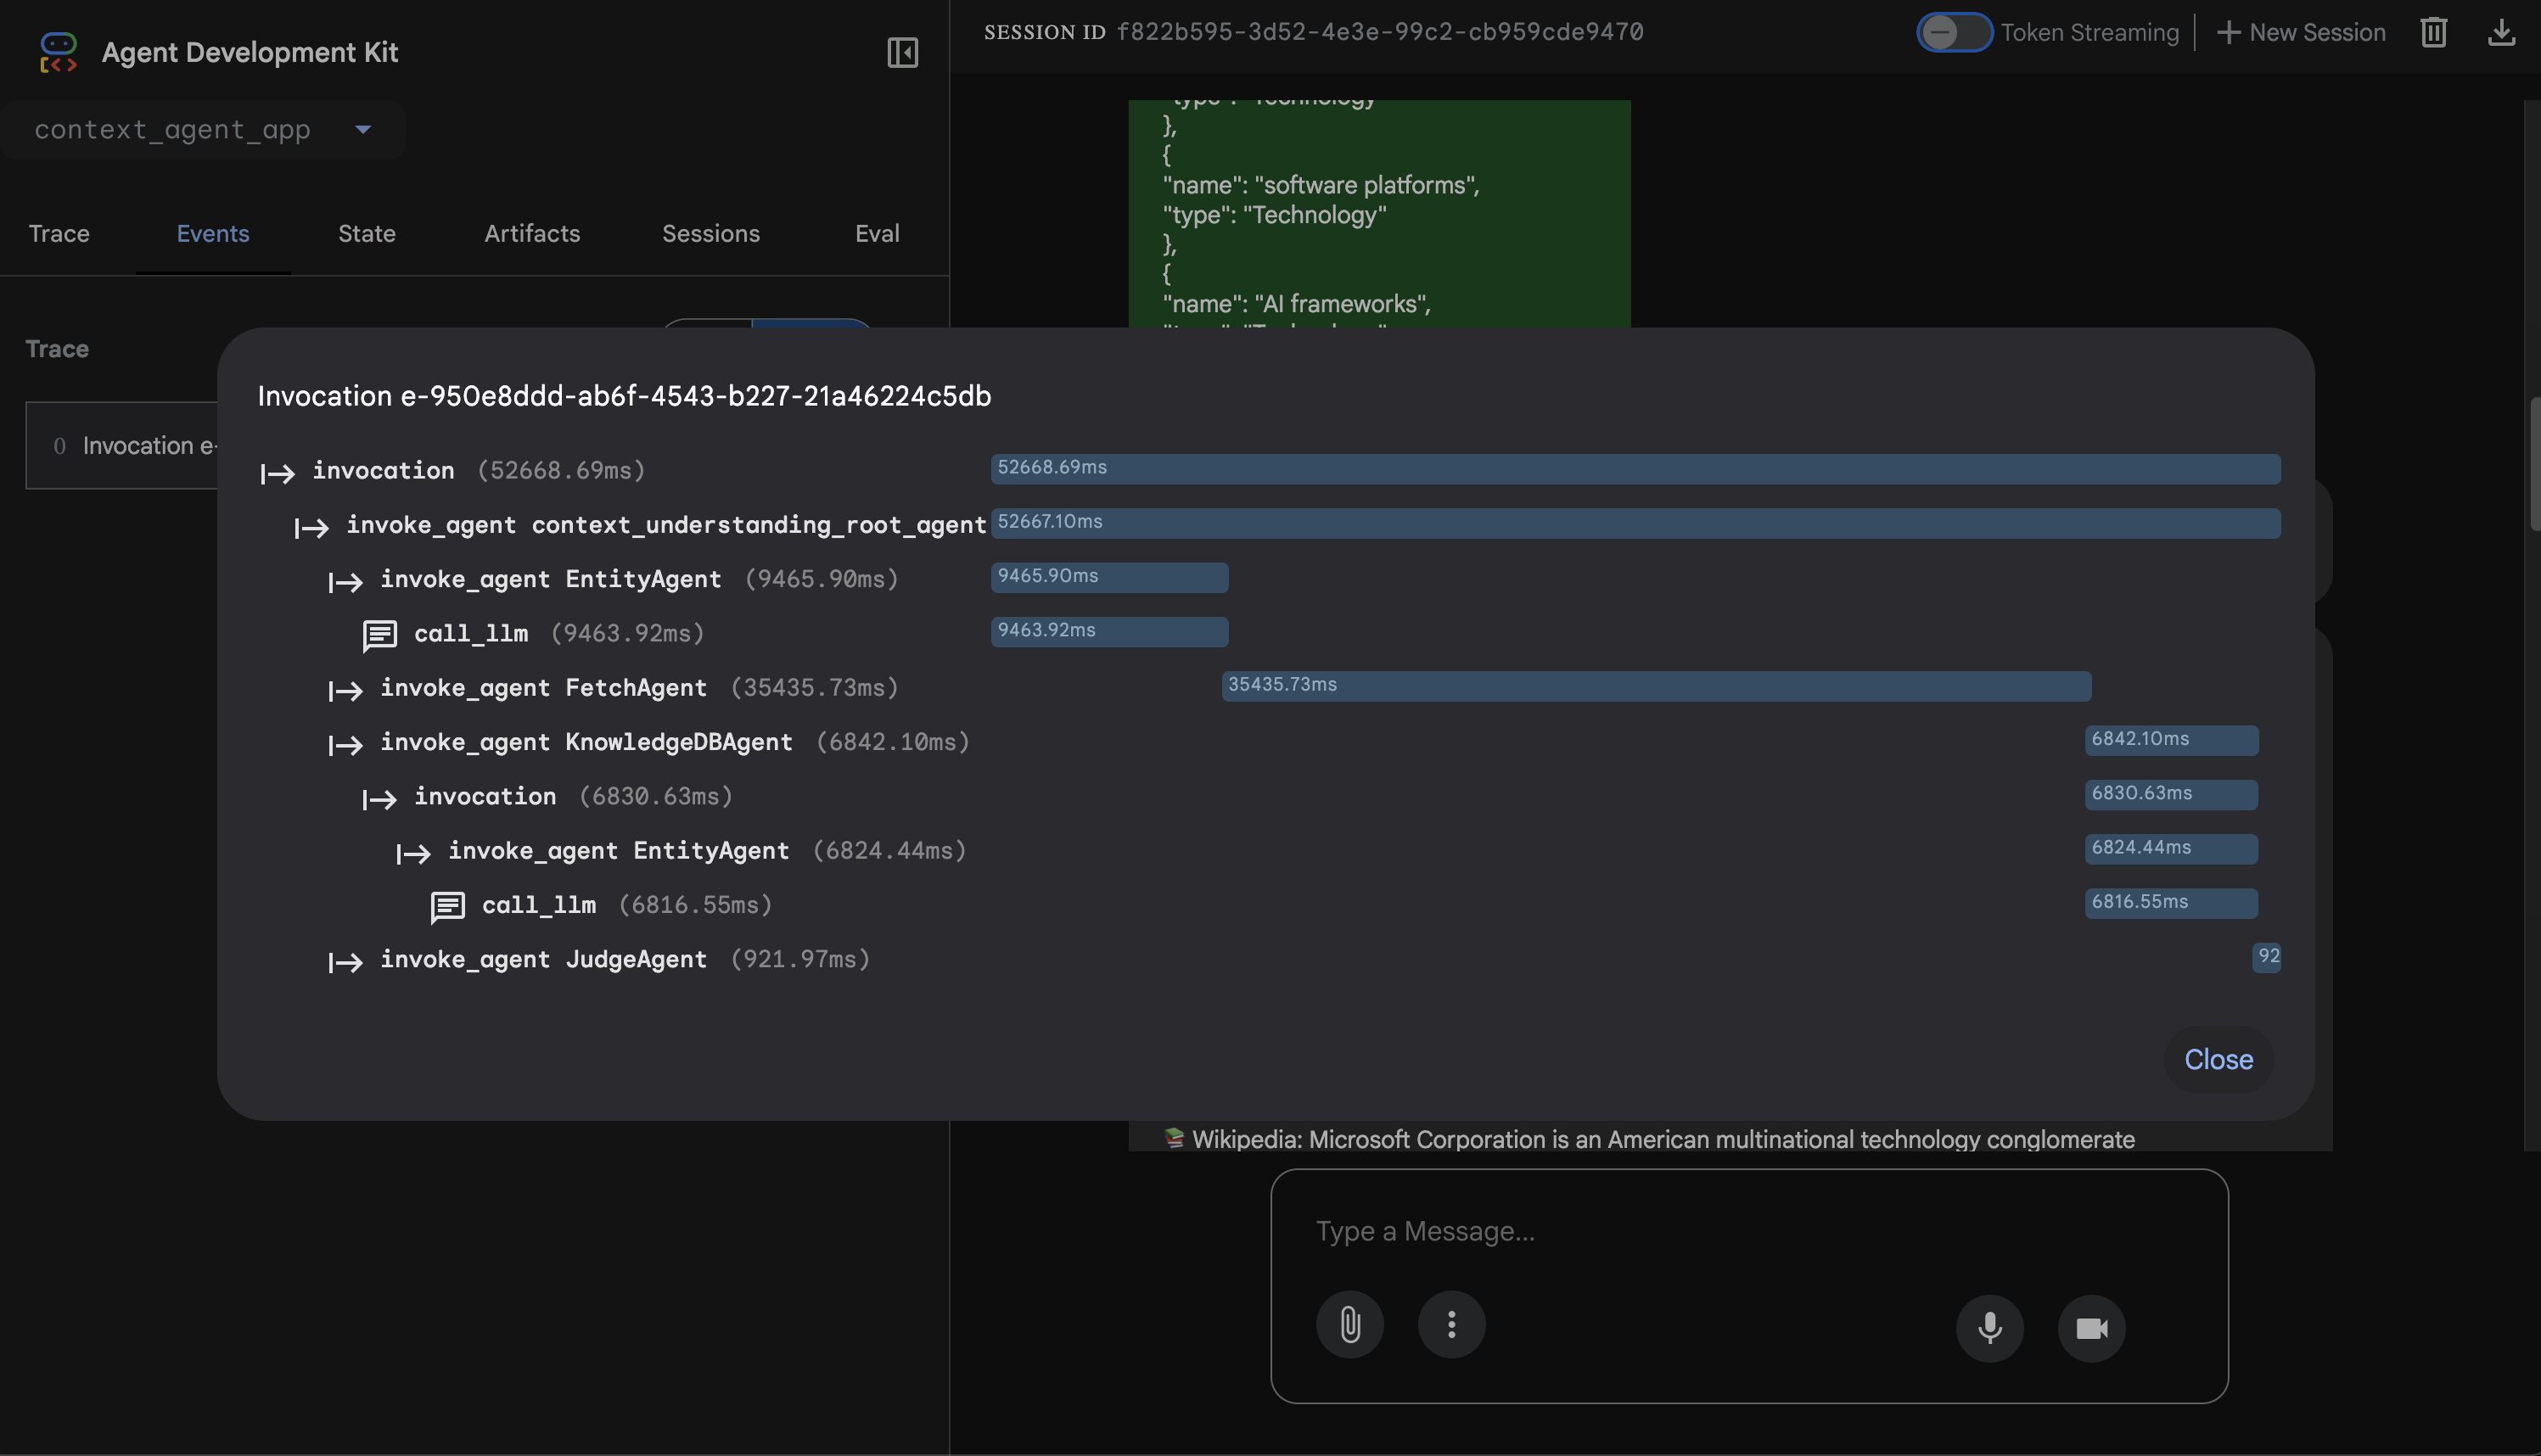 Agent Development Kit
SESSION ID f822b595-3d52-4e3e-99c2-cb959cde9470
Token Streaming
New Session
context_agent_app
Trace Events State Artifacts Sessions Eval
"type": "Technology"
},
{
"name": "software platforms",
"type": "Technology"
},
{
"name": "AI frameworks",
Trace
0 Invocation e-
Invocation e-950e8ddd-ab6f-4543-b227-21a46224c5db
invocation (52668.69ms) 52668.69ms
invoke_agent context_understanding_root_agent 52667.10ms
invoke_agent EntityAgent (9465.90ms) 9465.90ms
call_llm (9463.92ms) 9463.92ms
invoke_agent FetchAgent (35435.73ms) 35435.73ms
invoke_agent KnowledgeDBAgent (6842.10ms) 6842.10ms
invocation (6830.63ms) 6830.63ms
invoke_agent EntityAgent (6824.44ms) 6824.44ms
call_llm (6816.55ms) 6816.55ms
invoke_agent JudgeAgent (921.97ms) 92
Close
📚 Wikipedia: Microsoft Corporation is an American multinational technology conglomerate
Type a Message...